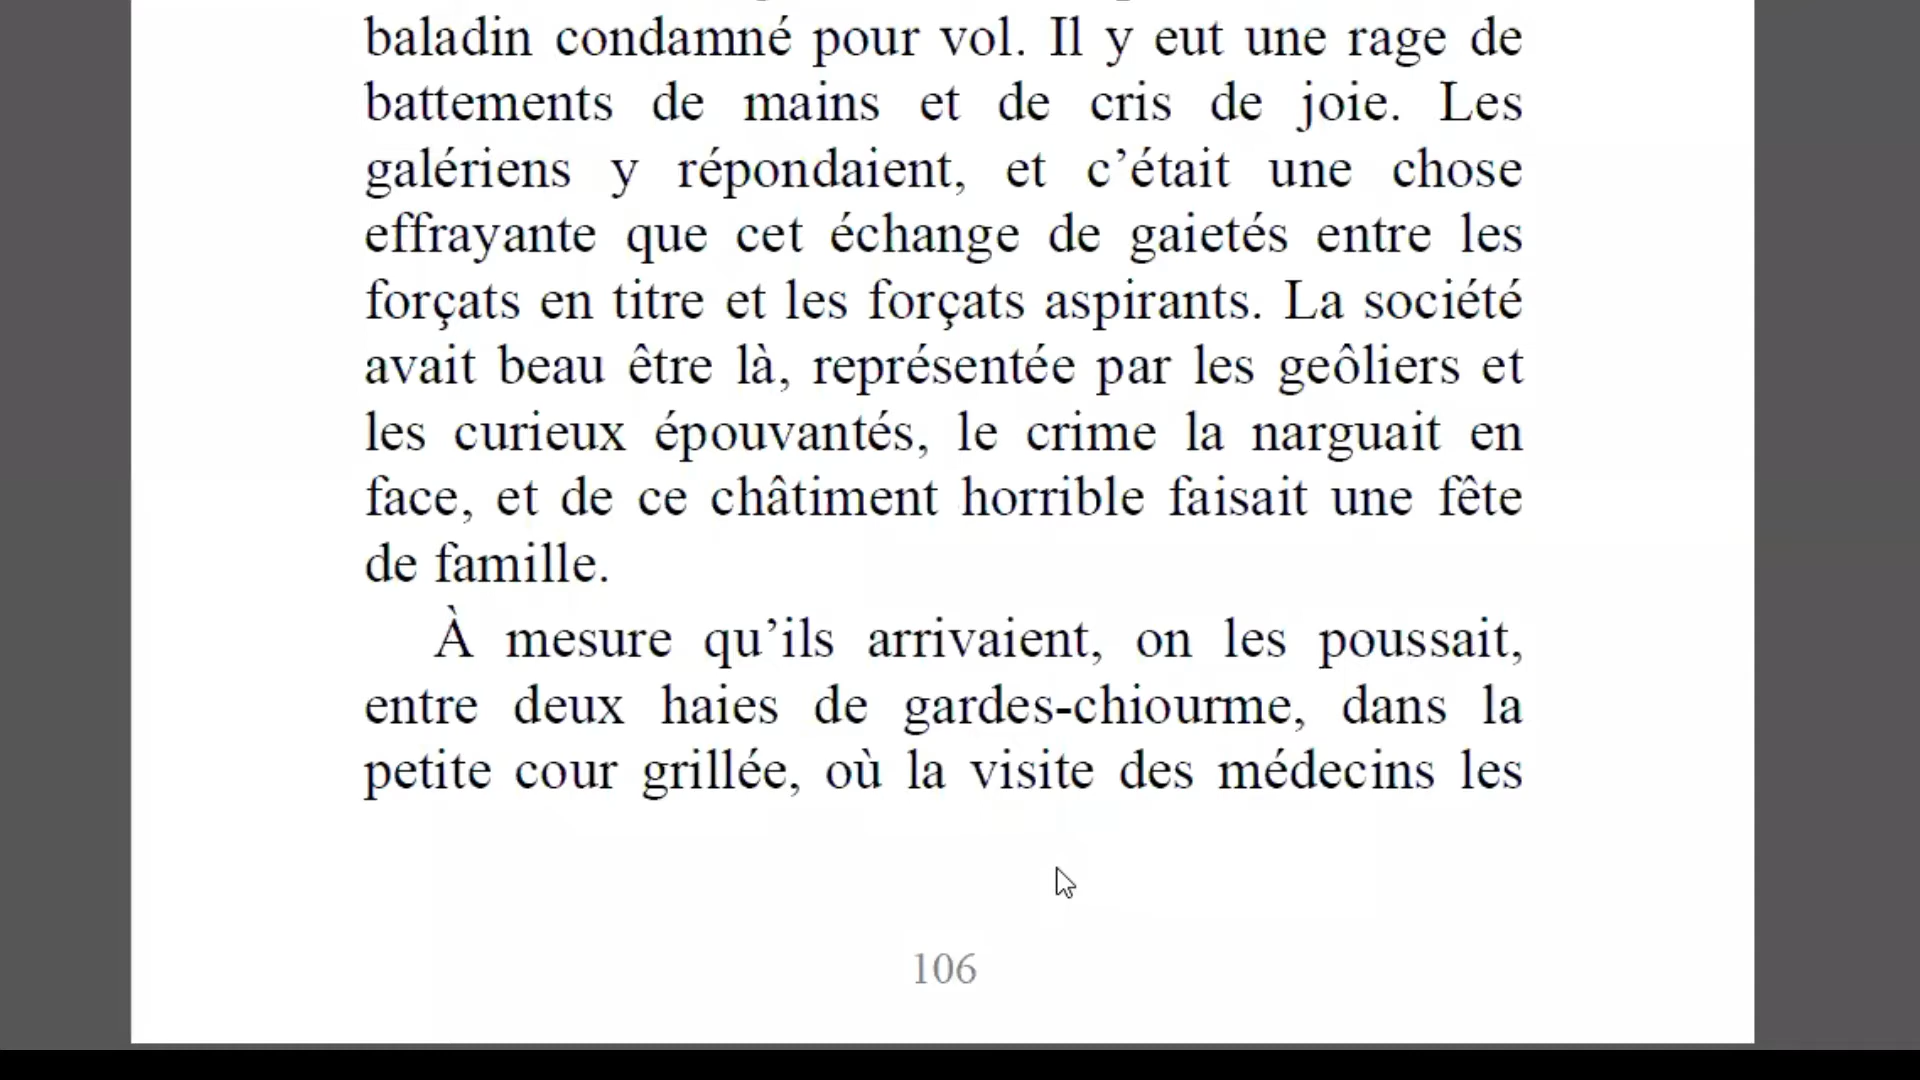 baladin condamné pour vol. Il y eut une rage de
battements de mains et de cris de joie. Les
galériens y répondaient, et c’était une chose
effrayante que cet échange de gaietés entre les
forçats en titre et les forçats aspirants. La société
avait beau être là, représentée par les geôliers et
les curieux épouvantés, le crime la narguait en
face, et de ce châtiment horrible faisait une fête
de famille.
À mesure qu’ils arrivaient, on les poussait,
entre deux haies de gardes-chiourme, dans la
petite cour grillée, où la visite des médecins les
106